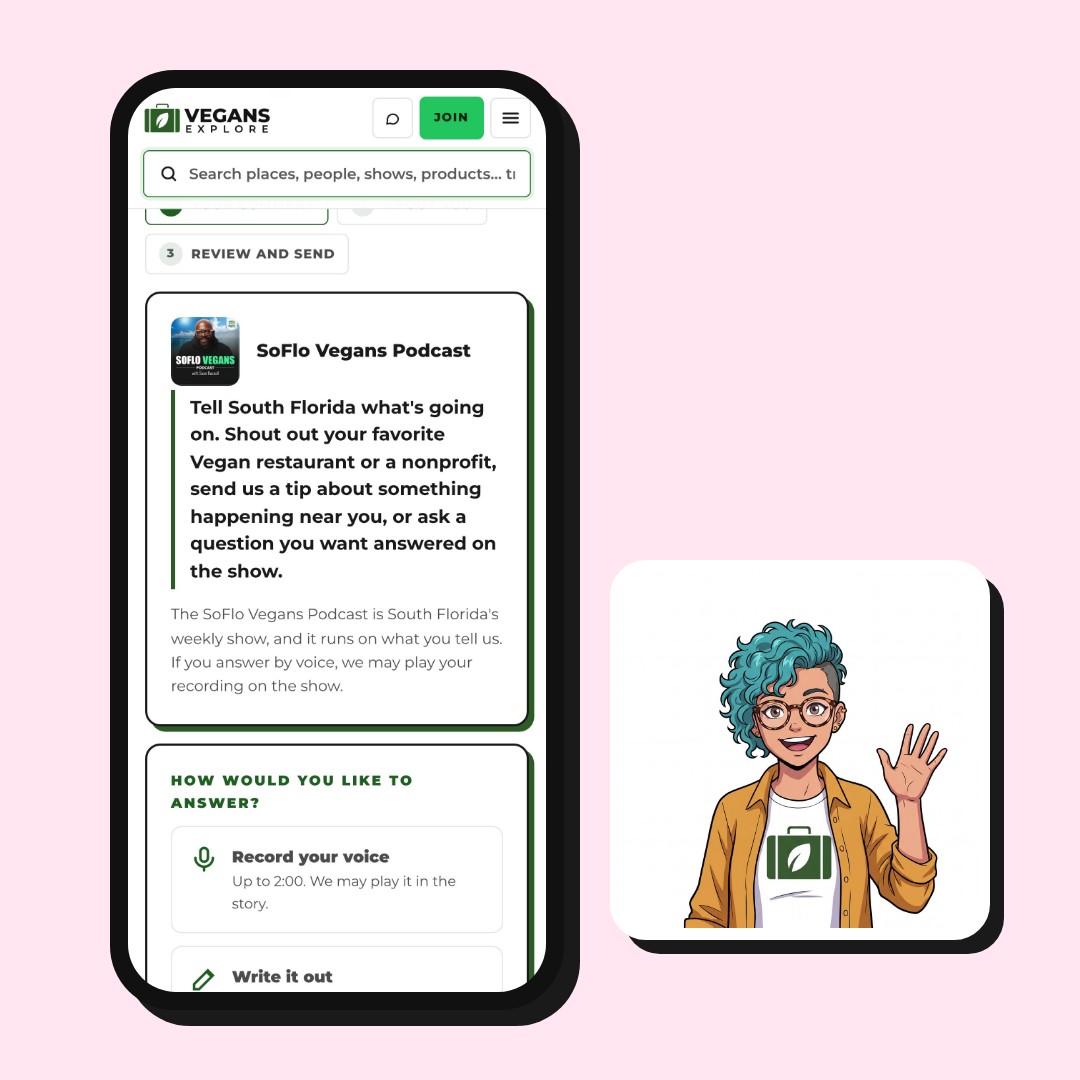 VEGANS
EXPLORE
JOIN
Search places, people, shows, products...
3 REVIEW AND SEND
SOFLO VEGANS
PODCAST
SoFlo Vegans Podcast
Tell South Florida what's going
on. Shout out your favorite
Vegan restaurant or a nonprofit,
send us a tip about something
happening near you, or ask a
question you want answered on
the show.
The SoFlo Vegans Podcast is South Florida's
weekly show, and it runs on what you tell us.
If you answer by voice, we may play your
recording on the show.
HOW WOULD YOU LIKE TO
ANSWER?
Record your voice
Up to 2:00. We may play it in the
story.
Write it out